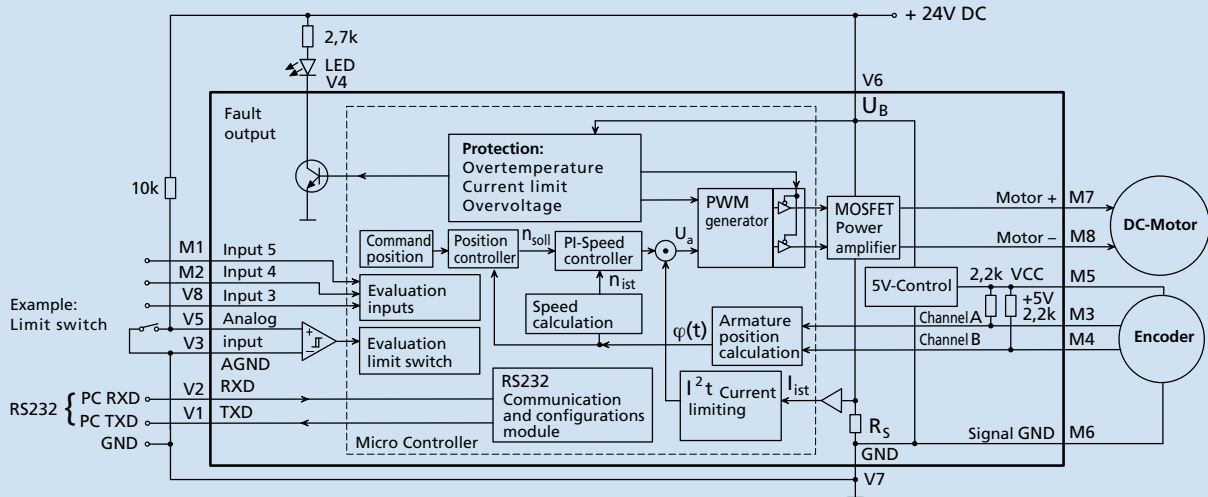 + 24V DC
2,7k
LED
V4
V6
U_B
Fault
output
Protection:
Overtemperature
Current limit
Overvoltage
10k
PWM
generator
MOSFET
Power
amplifier
Motor +
M7
Motor −
M8
DC-Motor
M1
Input 5
M2
Input 4
V8
Input 3
Command
position
Position
controller
n_soll
PI-Speed
controller
U_a
n_ist
Evaluation
inputs
Speed
calculation
5V-Control
2,2k
VCC
M5
+5V
2,2k
Example:
Limit switch
V5
Analog
V3
input
AGND
Evaluation
limit switch
φ(t)
Armature
position
calculation
Channel A
M3
Channel B
M4
Encoder
RS232 {
PC RXD
V2
RXD
PC TXD
V1
TXD
GND
RS232
Communication
and configurations
module
I²t Current
limiting
I_ist
R_S
Signal GND
M6
Micro Controller
GND
V7